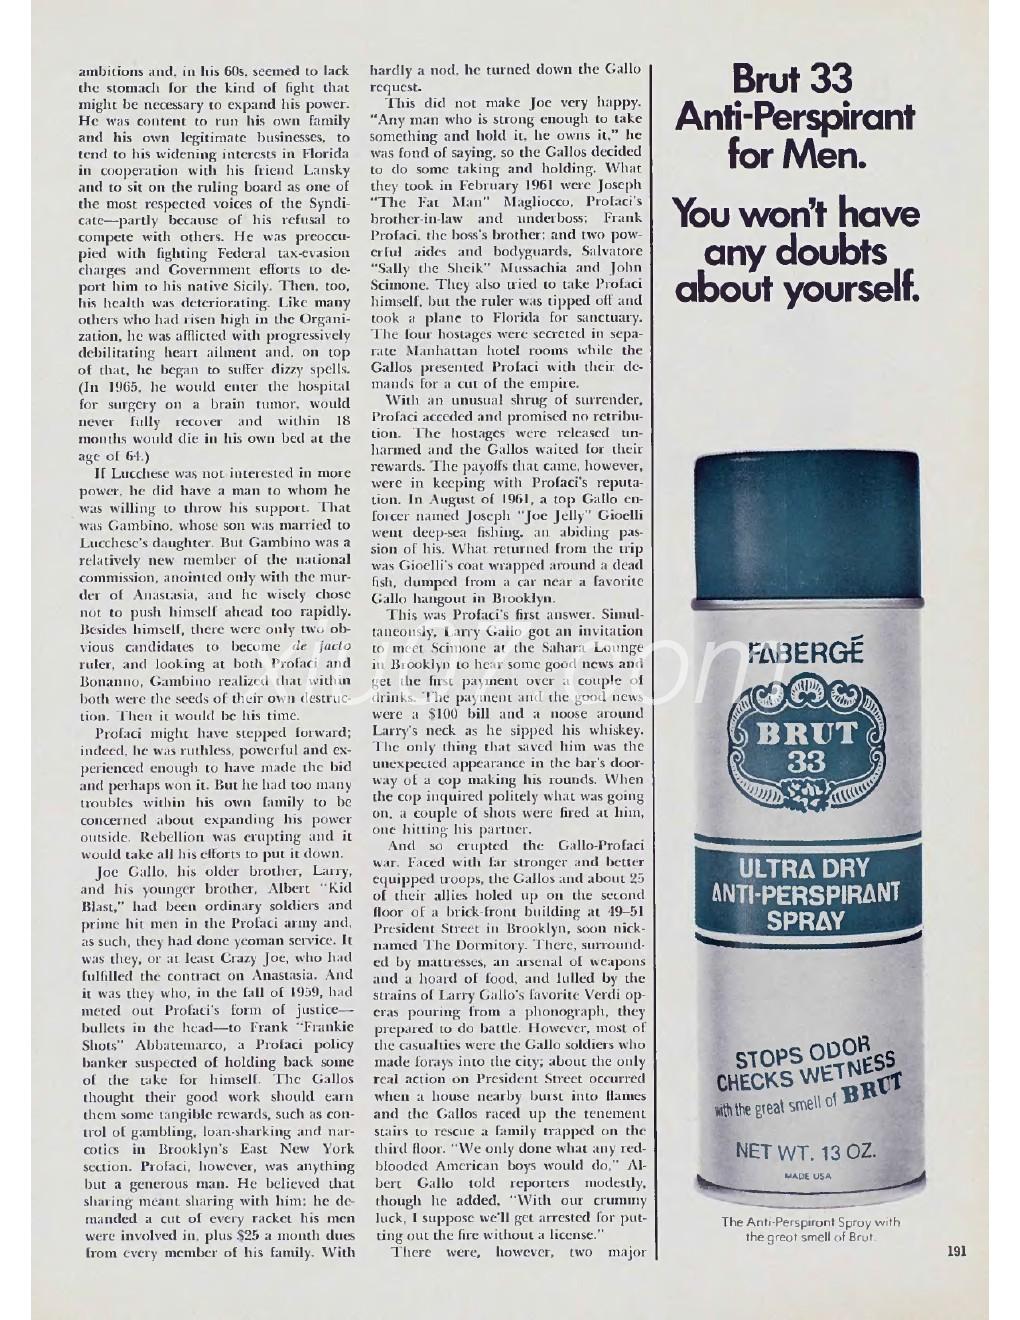 ambitions and, in his 60s, seemed to lack
the stomach for the kind of fight that
might be necessary to expand his power.
He was content to run his own family
and his own legitimate businesses, to
tend to his widening interests in Florida
in cooperation with his friend Lansky
and to sit on the ruling board as one of
the most respected voices of the Syndi-
cate—partly because of his refusal to
compete with others. He was preoccu-
pied with fighting Federal tax-evasion
charges and Government efforts to de-
port him to his native Sicily. Then, too,
his health was deteriorating. Like many
others who had risen high in the Organi-
zation, he was afflicted with progressively
debilitating heart ailment and, on top
of that, he began to suffer dizzy spells.
(In 1965, he would enter the hospital
for surgery on a brain tumor, would
never fully recover and within 18
months would die in his own bed at the
age of 64.)
If Lucchese was not interested in more
power, he did have a man to whom he
was willing to throw his support. That
was Gambino, whose son was married to
Lucchese's daughter. But Gambino was a
relatively new member of the national
commission, anointed only with the mur-
der of Anastasia, and he wisely chose
not to push himself ahead too rapidly.
Besides himself, there were only two ob-
vious candidates to become de facto
ruler, and looking at both Profaci and
Bonanno, Gambino realized that within
both were the seeds of their own destruc-
tion. Then it would be his time.
Profaci might have stepped forward;
indeed, he was ruthless, powerful and ex-
perienced enough to have made the bid
and perhaps won it. But he had too many
troubles within his own family to be
concerned about expanding his power
outside. Rebellion was erupting and it
would take all his efforts to put it down.
Joe Gallo, his older brother, Larry,
and his younger brother, Albert "Kid
Blast," had been ordinary soldiers and
prime hit men in the Profaci army and,
as such, they had done yeoman service. It
was they, or at least Crazy Joe, who had
fulfilled the contract on Anastasia. And
it was they who, in the fall of 1959, had
meted out Profaci's form of justice—
bullets in the head—to Frank "Frankie
Shots" Abbatemarco, a Profaci policy
banker suspected of holding back some
of the take for himself. The Gallos
thought their good work should earn
them some tangible rewards, such as con-
trol of gambling, loan-sharking and nar-
cotics in Brooklyn's East New York
section. Profaci, however, was anything
but a generous man. He believed that
sharing meant sharing with him; he de-
manded a cut of every racket his men
were involved in, plus $25 a month dues
from every member of his family. With
hardly a nod, he turned down the Gallo
request.
This did not make Joe very happy.
"Any man who is strong enough to take
something and hold it, he owns it," he
was fond of saying, so the Gallos decided
to do some taking and holding. What
they took in February 1961 were Joseph
"The Fat Man" Magliocco, Profaci's
brother-in-law and underboss; Frank
Profaci, the boss's brother; and two pow-
erful aides and bodyguards, Salvatore
"Sally the Sheik" Mussachia and John
Scimone. They also tried to take Profaci
himself, but the ruler was tipped off and
took a plane to Florida for sanctuary.
The four hostages were secreted in sepa-
rate Manhattan hotel rooms while the
Gallos presented Profaci with their de-
mands for a cut of the empire.
With an unusual shrug of surrender,
Profaci acceded and promised no retribu-
tion. The hostages were released un-
harmed and the Gallos waited for their
rewards. The payoffs that came, however,
were in keeping with Profaci's reputa-
tion. In August of 1961, a top Gallo en-
forcer named Joseph "Joe Jelly" Gioelli
went deep-sea fishing, an abiding pas-
sion of his. What returned from the trip
was Gioelli's coat wrapped around a dead
fish, dumped from a car near a favorite
Gallo hangout in Brooklyn.
This was Profaci's first answer. Simul-
taneously, Larry Gallo got an invitation
to meet Scimone at the Sahara Lounge
in Brooklyn to hear some good news and
get the first payment over a couple of
drinks. The payment and the good news
were a $100 bill and a noose around
Larry's neck as he sipped his whiskey.
The only thing that saved him was the
unexpected appearance in the bar's door-
way of a cop making his rounds. When
the cop inquired politely what was going
on, a couple of shots were fired at him,
one hitting his partner.
And so erupted the Gallo-Profaci
war. Faced with far stronger and better
equipped troops, the Gallos and about 25
of their allies holed up on the second
floor of a brick-front building at 49–51
President Street in Brooklyn, soon nick-
named The Dormitory. There, surround-
ed by mattresses, an arsenal of weapons
and a hoard of food, and lulled by the
strains of Larry Gallo's favorite Verdi op-
eras pouring from a phonograph, they
prepared to do battle. However, most of
the casualties were the Gallo soldiers who
made forays into the city; about the only
real action on President Street occurred
when a house nearby burst into flames
and the Gallos raced up the tenement
stairs to rescue a family trapped on the
third floor. "We only done what any red-
blooded American boys would do," Al-
bert Gallo told reporters modestly,
though he added, "With our crummy
luck, I suppose we'll get arrested for put-
ting out the fire without a license."
There were, however, two major
Brut 33
Anti-Perspirant
for Men.
You won't have
any doubts
about yourself.
FABERGÉ
BRUT
33
ULTRA DRY
ANTI-PERSPIRANT
SPRAY
STOPS ODOR
CHECKS WETNESS
with the great smell of BRUT
NET WT. 13 OZ.
MADE USA
The Anti-Perspirant Spray with
the great smell of Brut.
191